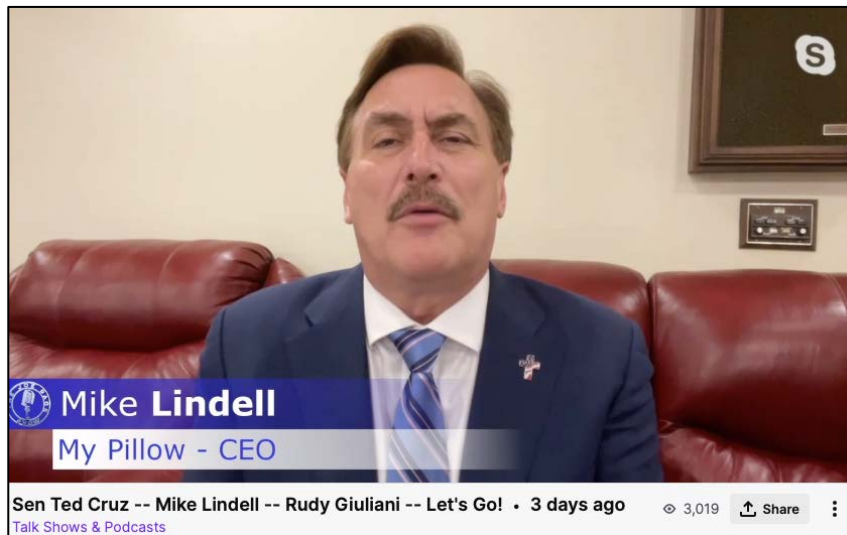 S
Mike Lindell
My Pillow - CEO
Sen Ted Cruz -- Mike Lindell -- Rudy Giuliani -- Let's Go! • 3 days ago
3,019
Share
Talk Shows & Podcasts